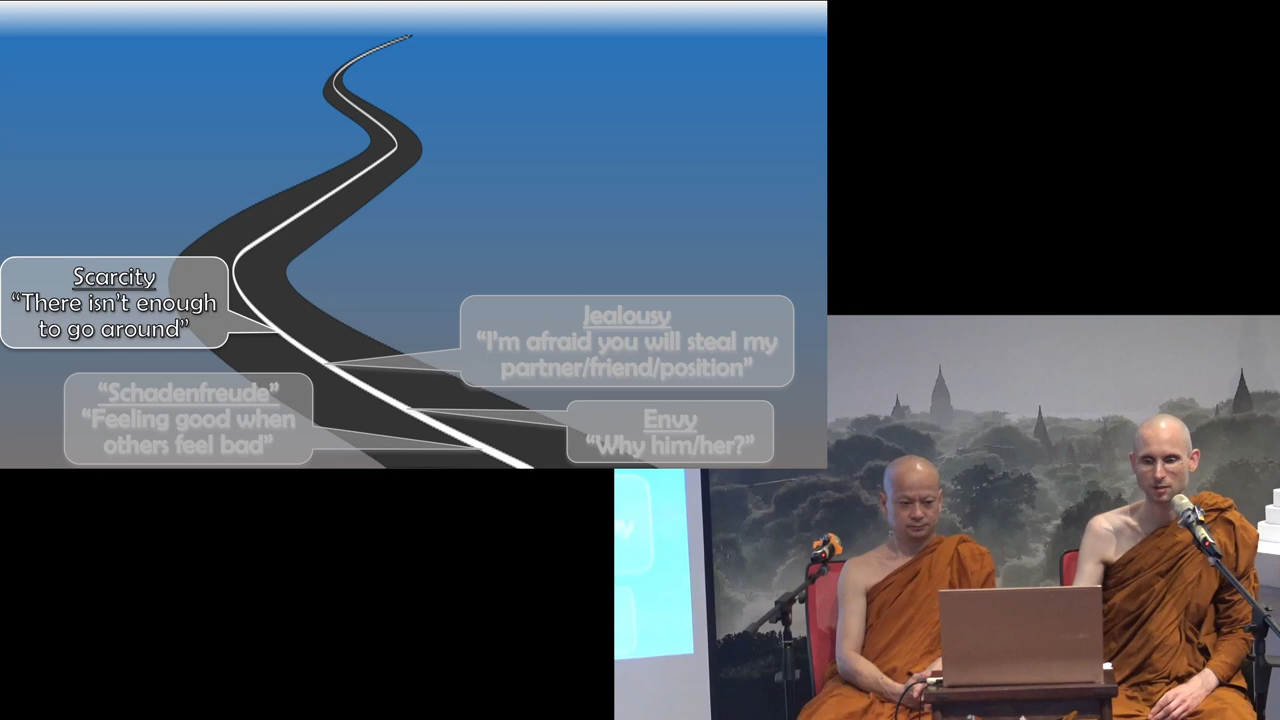 Scarcity
“There isn’t enough
to go around”
Jealousy
“I’m afraid you will steal my
partner/friend/position”
“Schadenfreude”
“Feeling good when
others feel bad”
Envy
“Why him/her?”